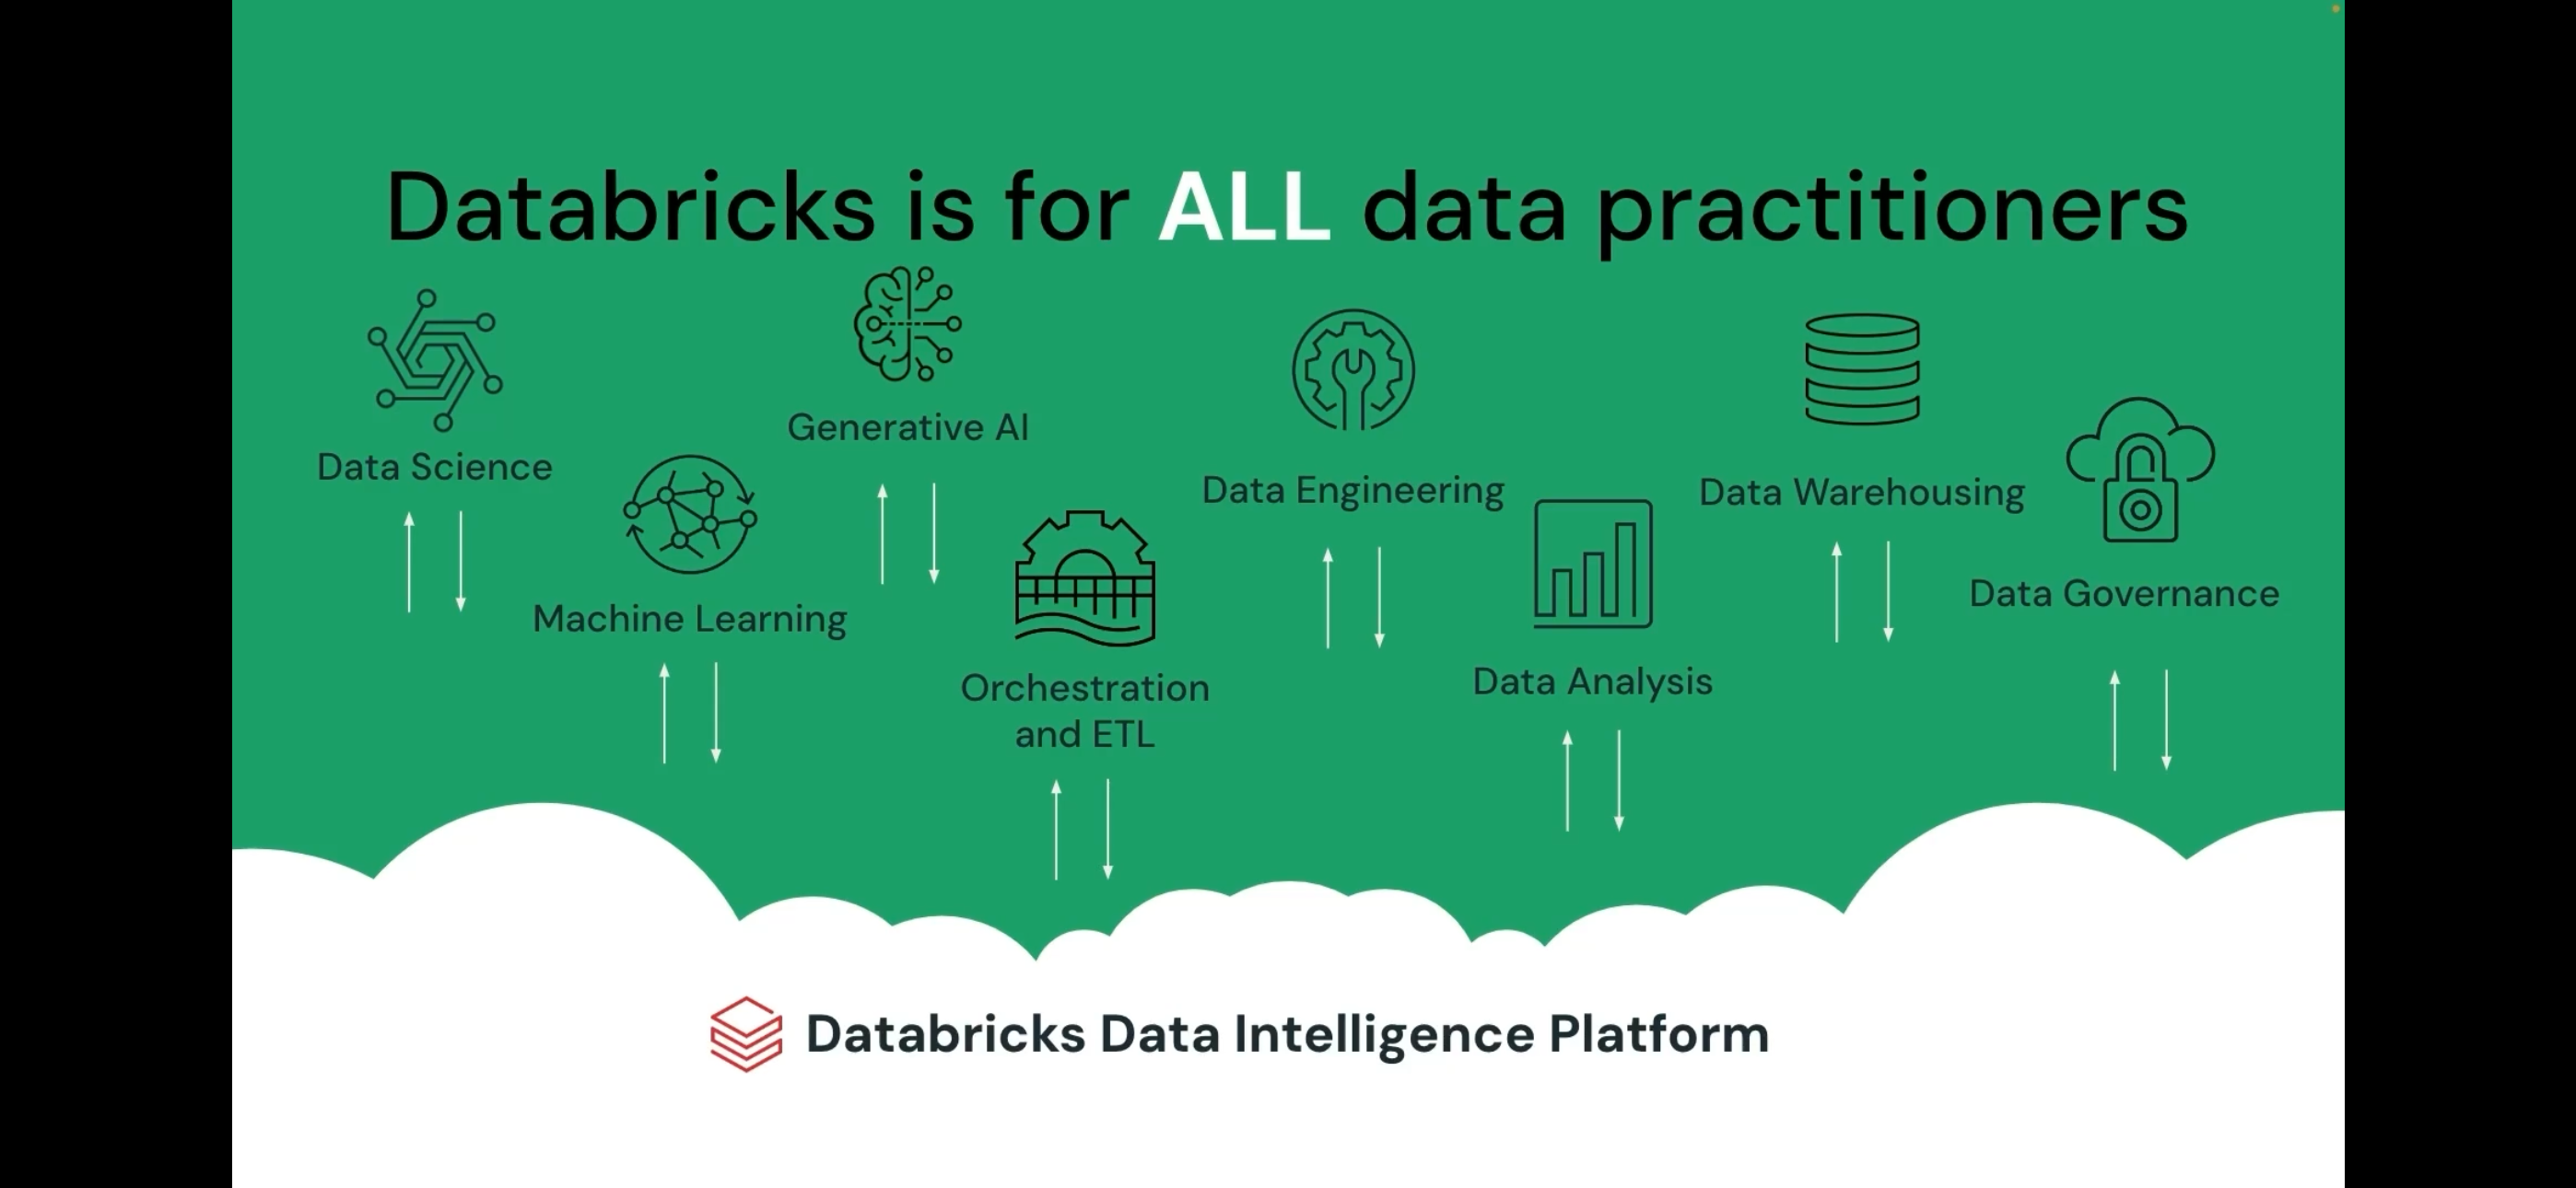 Databricks is for ALL data practitioners
Data Science
Machine Learning
Generative AI
Orchestration
and ETL
Data Engineering
Data Analysis
Data Warehousing
Data Governance
Databricks Data Intelligence Platform